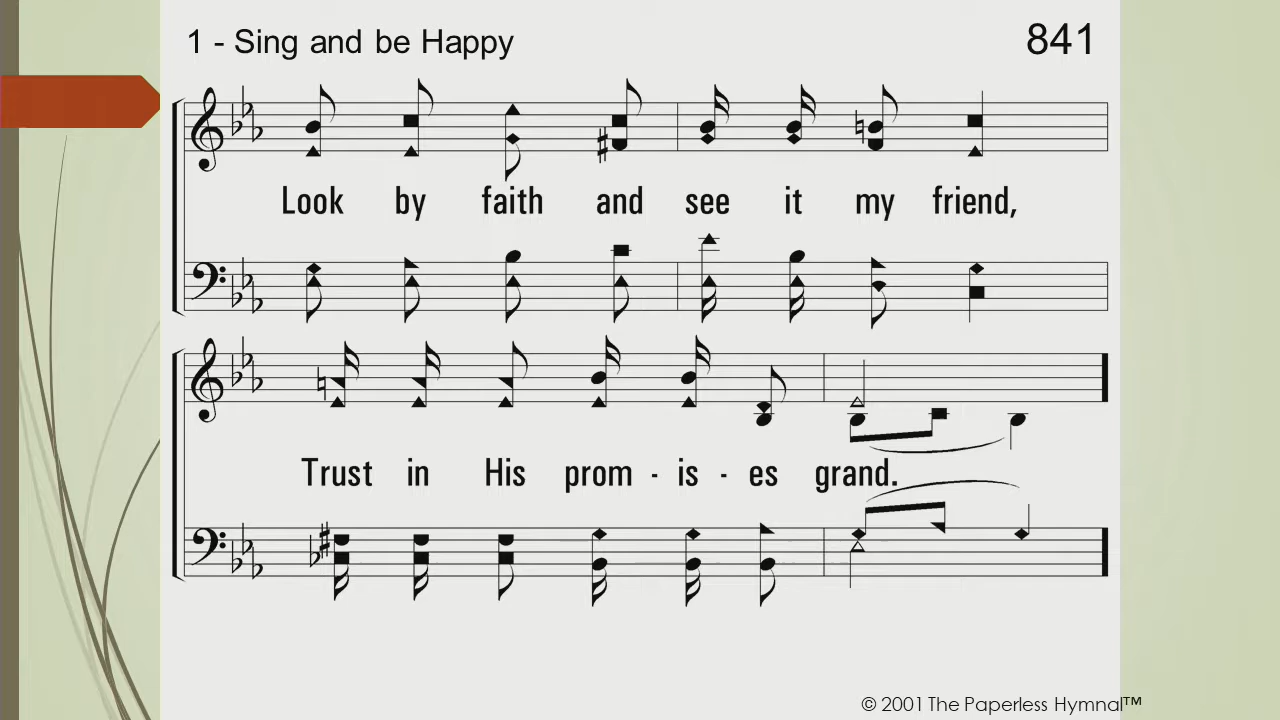 1 - Sing and be Happy
841
Look by faith and see it my friend,
Trust in His prom - is - es grand.
© 2001 The Paperless Hymnal™